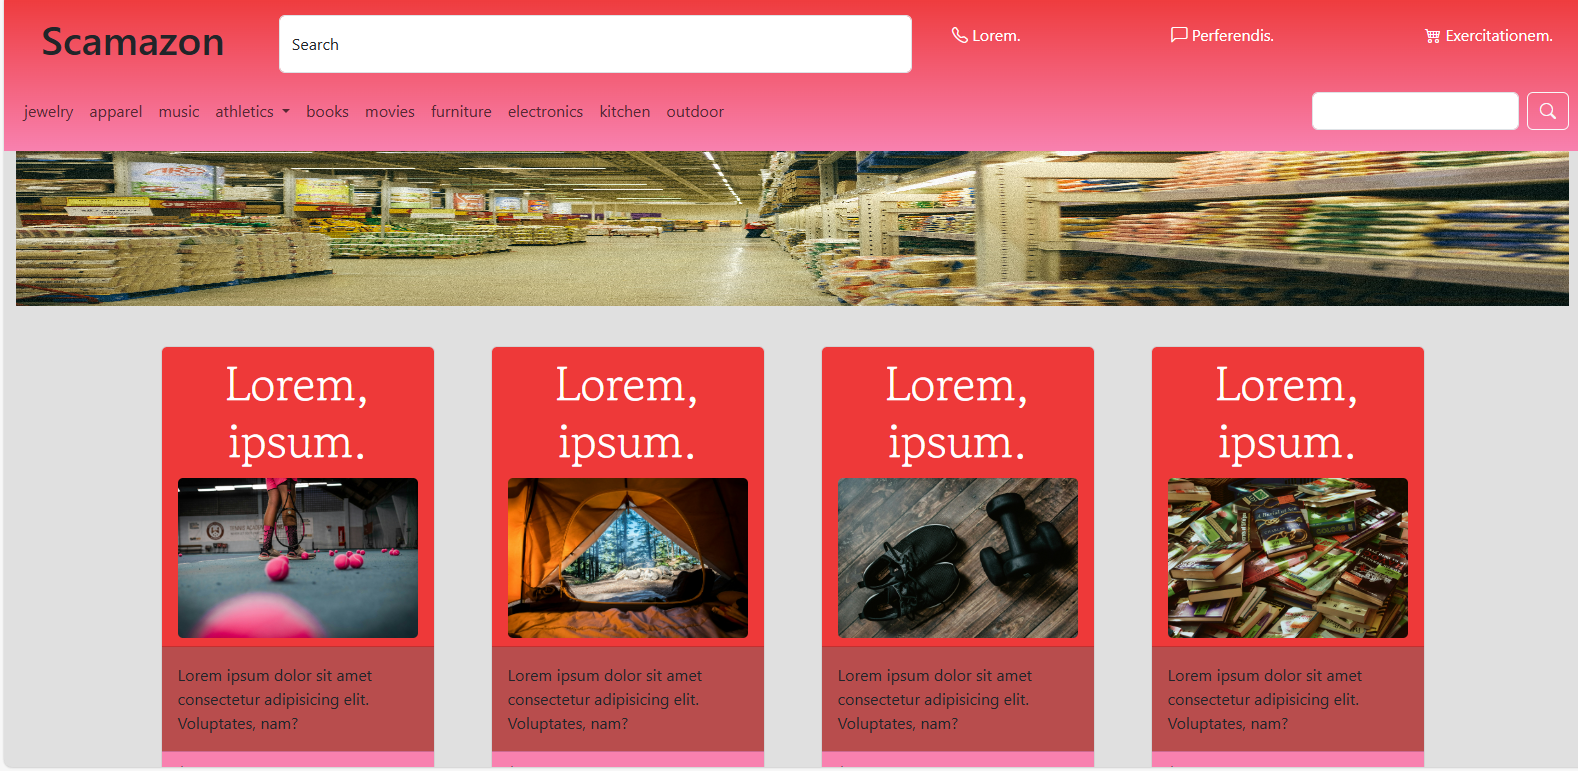 Scamazon
Search
Lorem.
Perferendis.
Exercitationem.
jewelry apparel music athletics books movies furniture electronics kitchen outdoor
Lorem,
ipsum.
Lorem ipsum dolor sit amet
consectetur adipisicing elit.
Voluptates, nam?
Lorem,
ipsum.
Lorem ipsum dolor sit amet
consectetur adipisicing elit.
Voluptates, nam?
Lorem,
ipsum.
Lorem ipsum dolor sit amet
consectetur adipisicing elit.
Voluptates, nam?
Lorem,
ipsum.
Lorem ipsum dolor sit amet
consectetur adipisicing elit.
Voluptates, nam?